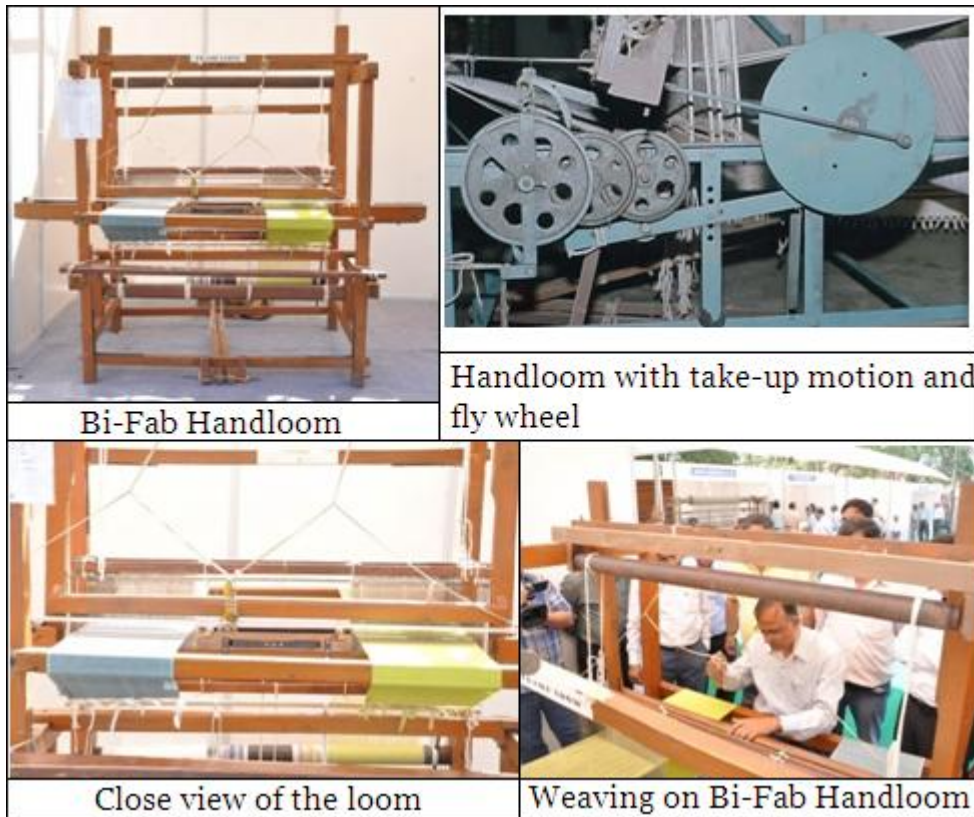 Bi-Fab Handloom
Handloom with take-up motion and
fly wheel
Close view of the loom
Weaving on Bi-Fab Handloom